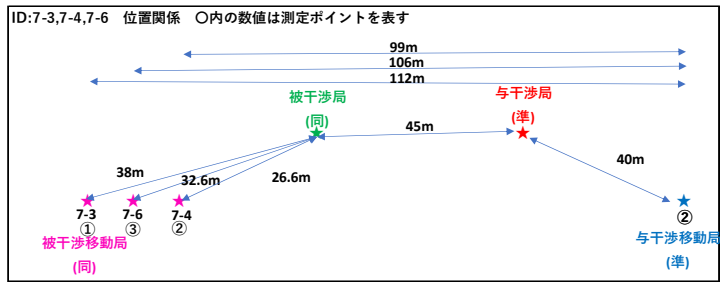 ID:7-3,7-4,7-6　位置関係　〇内の数値は測定ポイントを表す
99m
106m
112m
被干渉局
(同)
与干渉局
(準)
45m
38m
32.6m
26.6m
40m
7-3
①
7-6
③
7-4
②
②
被干渉移動局
(同)
与干渉移動局
(準)